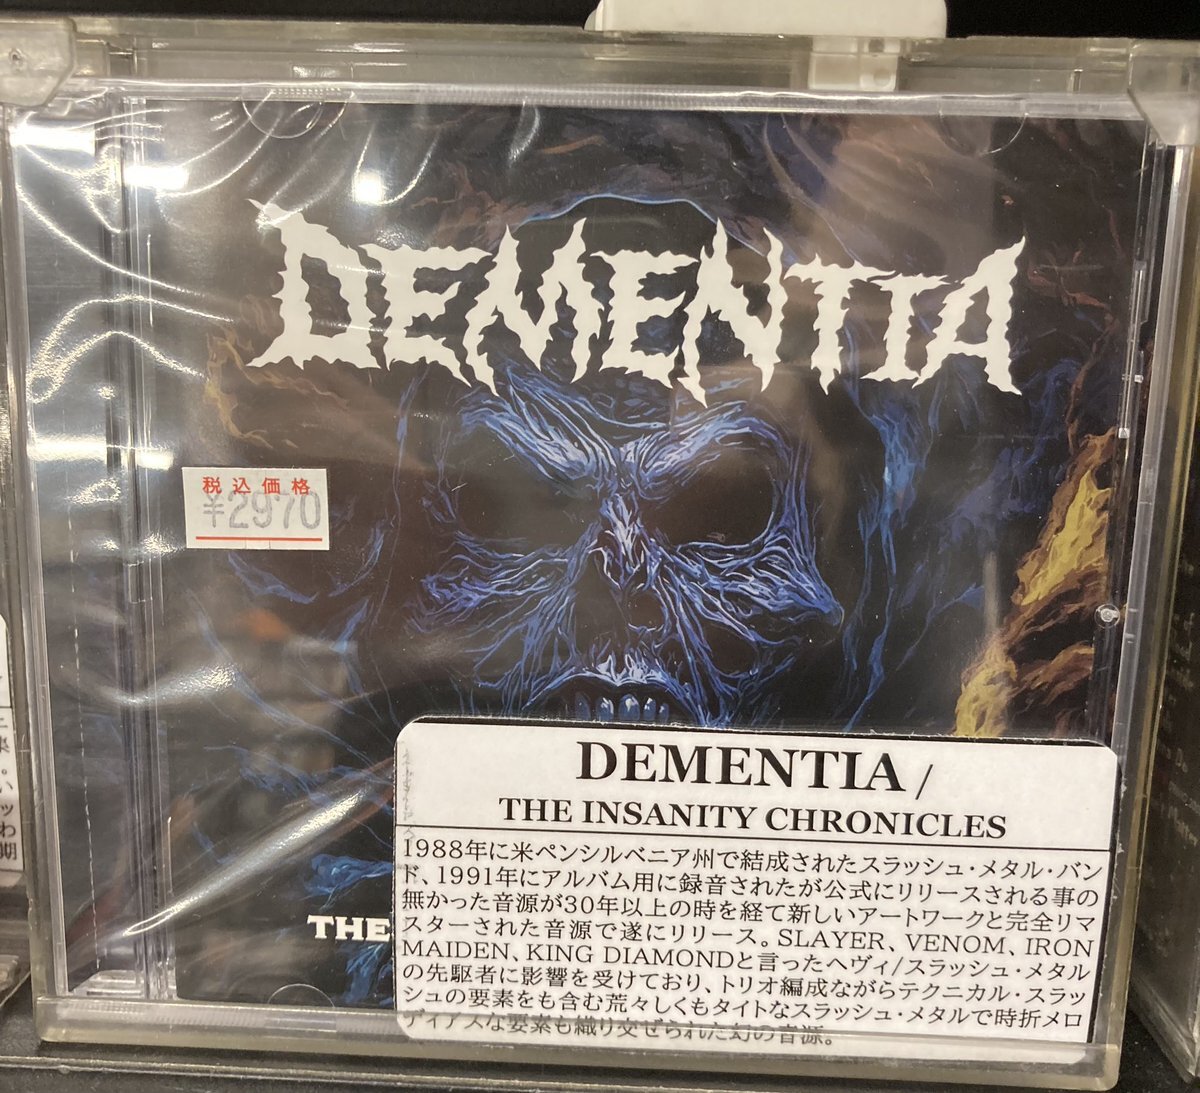 DEMENTIA
税込価格
¥2970
THE
DEMENTIA /
THE INSANITY CHRONICLES
1988年に米ペンシルベニア州で結成されたスラッシュ・メタル・バン
ド、1991年にアルバム用に録音されたが公式にリリースされる事の
無かった音源が30年以上の時を経て新しいアートワークと完全リマ
スターされた音源で遂にリリース。SLAYER、VENOM、IRON
MAIDEN、KING DIAMONDと言ったヘヴィ/スラッシュ・メタル
の先駆者に影響を受けており、トリオ編成ながらテクニカル・スラッ
シュの要素をも含む荒々しくもタイトなスラッシュ・メタルで時折メロ
ディアスな要素も織り交ぜられた幻の音源。